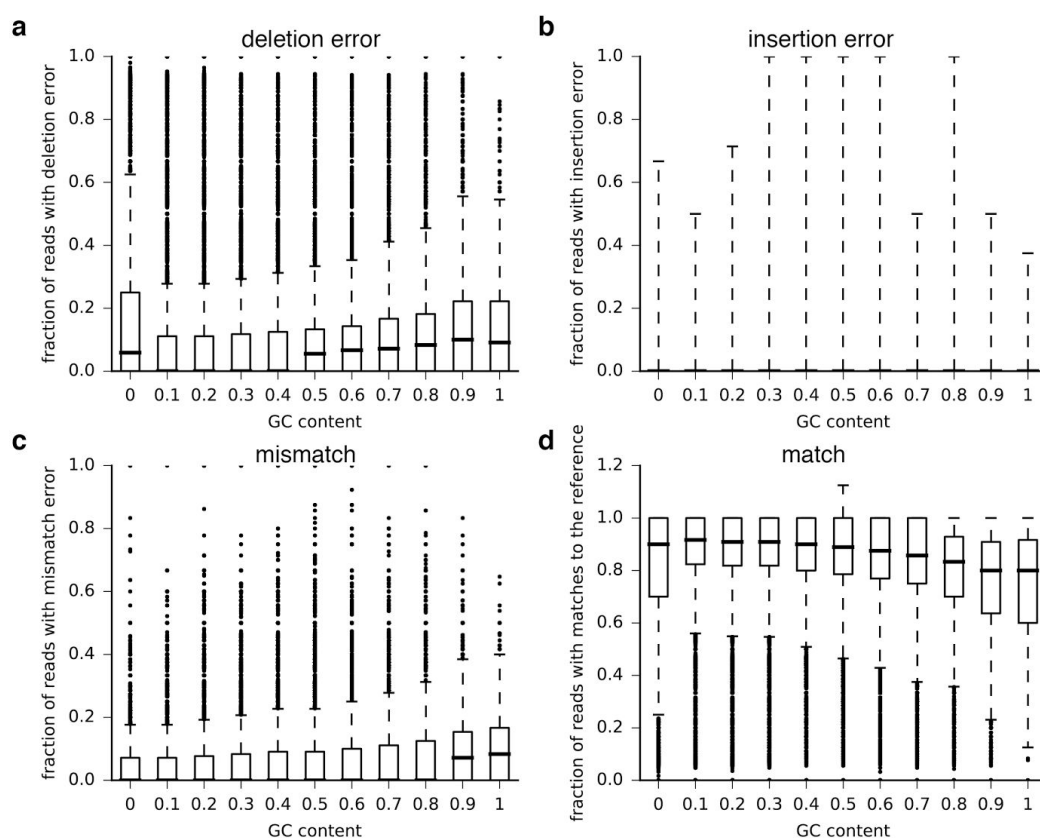 a
deletion error
fraction of reads with deletion error
1.0
0.8
0.6
0.4
0.2
0.0
0 0.1 0.2 0.3 0.4 0.5 0.6 0.7 0.8 0.9 1
GC content
b
insertion error
fraction of reads with insertion error
1.0
0.8
0.6
0.4
0.2
0.0
0 0.1 0.2 0.3 0.4 0.5 0.6 0.7 0.8 0.9 1
GC content
c
mismatch
fraction of reads with mismatch error
1.0
0.8
0.6
0.4
0.2
0.0
0 0.1 0.2 0.3 0.4 0.5 0.6 0.7 0.8 0.9 1
GC content
d
match
fraction of reads with matches to the reference
1.2
1.0
0.8
0.6
0.4
0.2
0.0
0 0.1 0.2 0.3 0.4 0.5 0.6 0.7 0.8 0.9 1
GC content